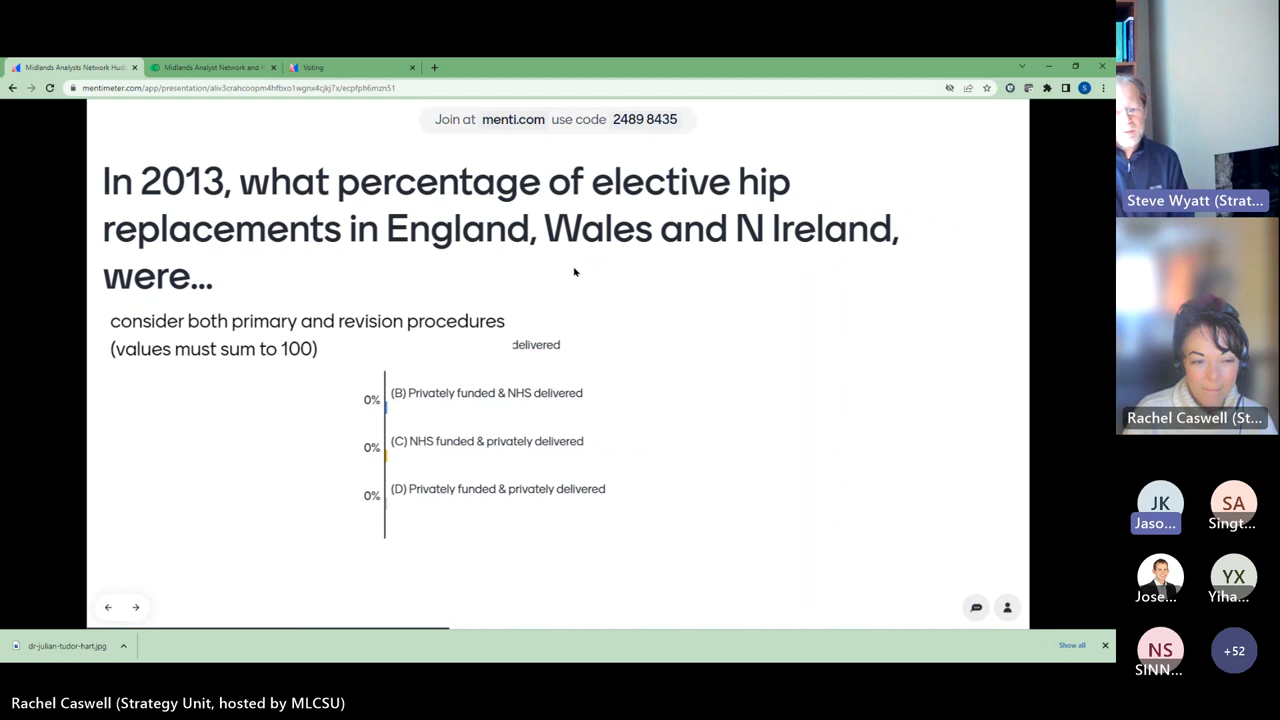 Midlands Analysts Network Hud
Midlands Analyst Network and H
Voting
mentimeter.com/app/presentation/aliv3crahcoopm4hfbxo1wgnx4cjkj7x/ecpfph6mzn51
S
Join at menti.com use code 2489 8435
In 2013, what percentage of elective hip
replacements in England, Wales and N Ireland,
were...
consider both primary and revision procedures
(values must sum to 100)
delivered
0% (B) Privately funded & NHS delivered
0% (C) NHS funded & privately delivered
0% (D) Privately funded & privately delivered
dr-julian-tudor-hart.jpg
Show all
Steve Wyatt (Strat...
Rachel Caswell (St...
JK
SA
Jaso...
Singt...
YX
Jose...
Yiha...
NS
+52
SINN...
Rachel Caswell (Strategy Unit, hosted by MLCSU)